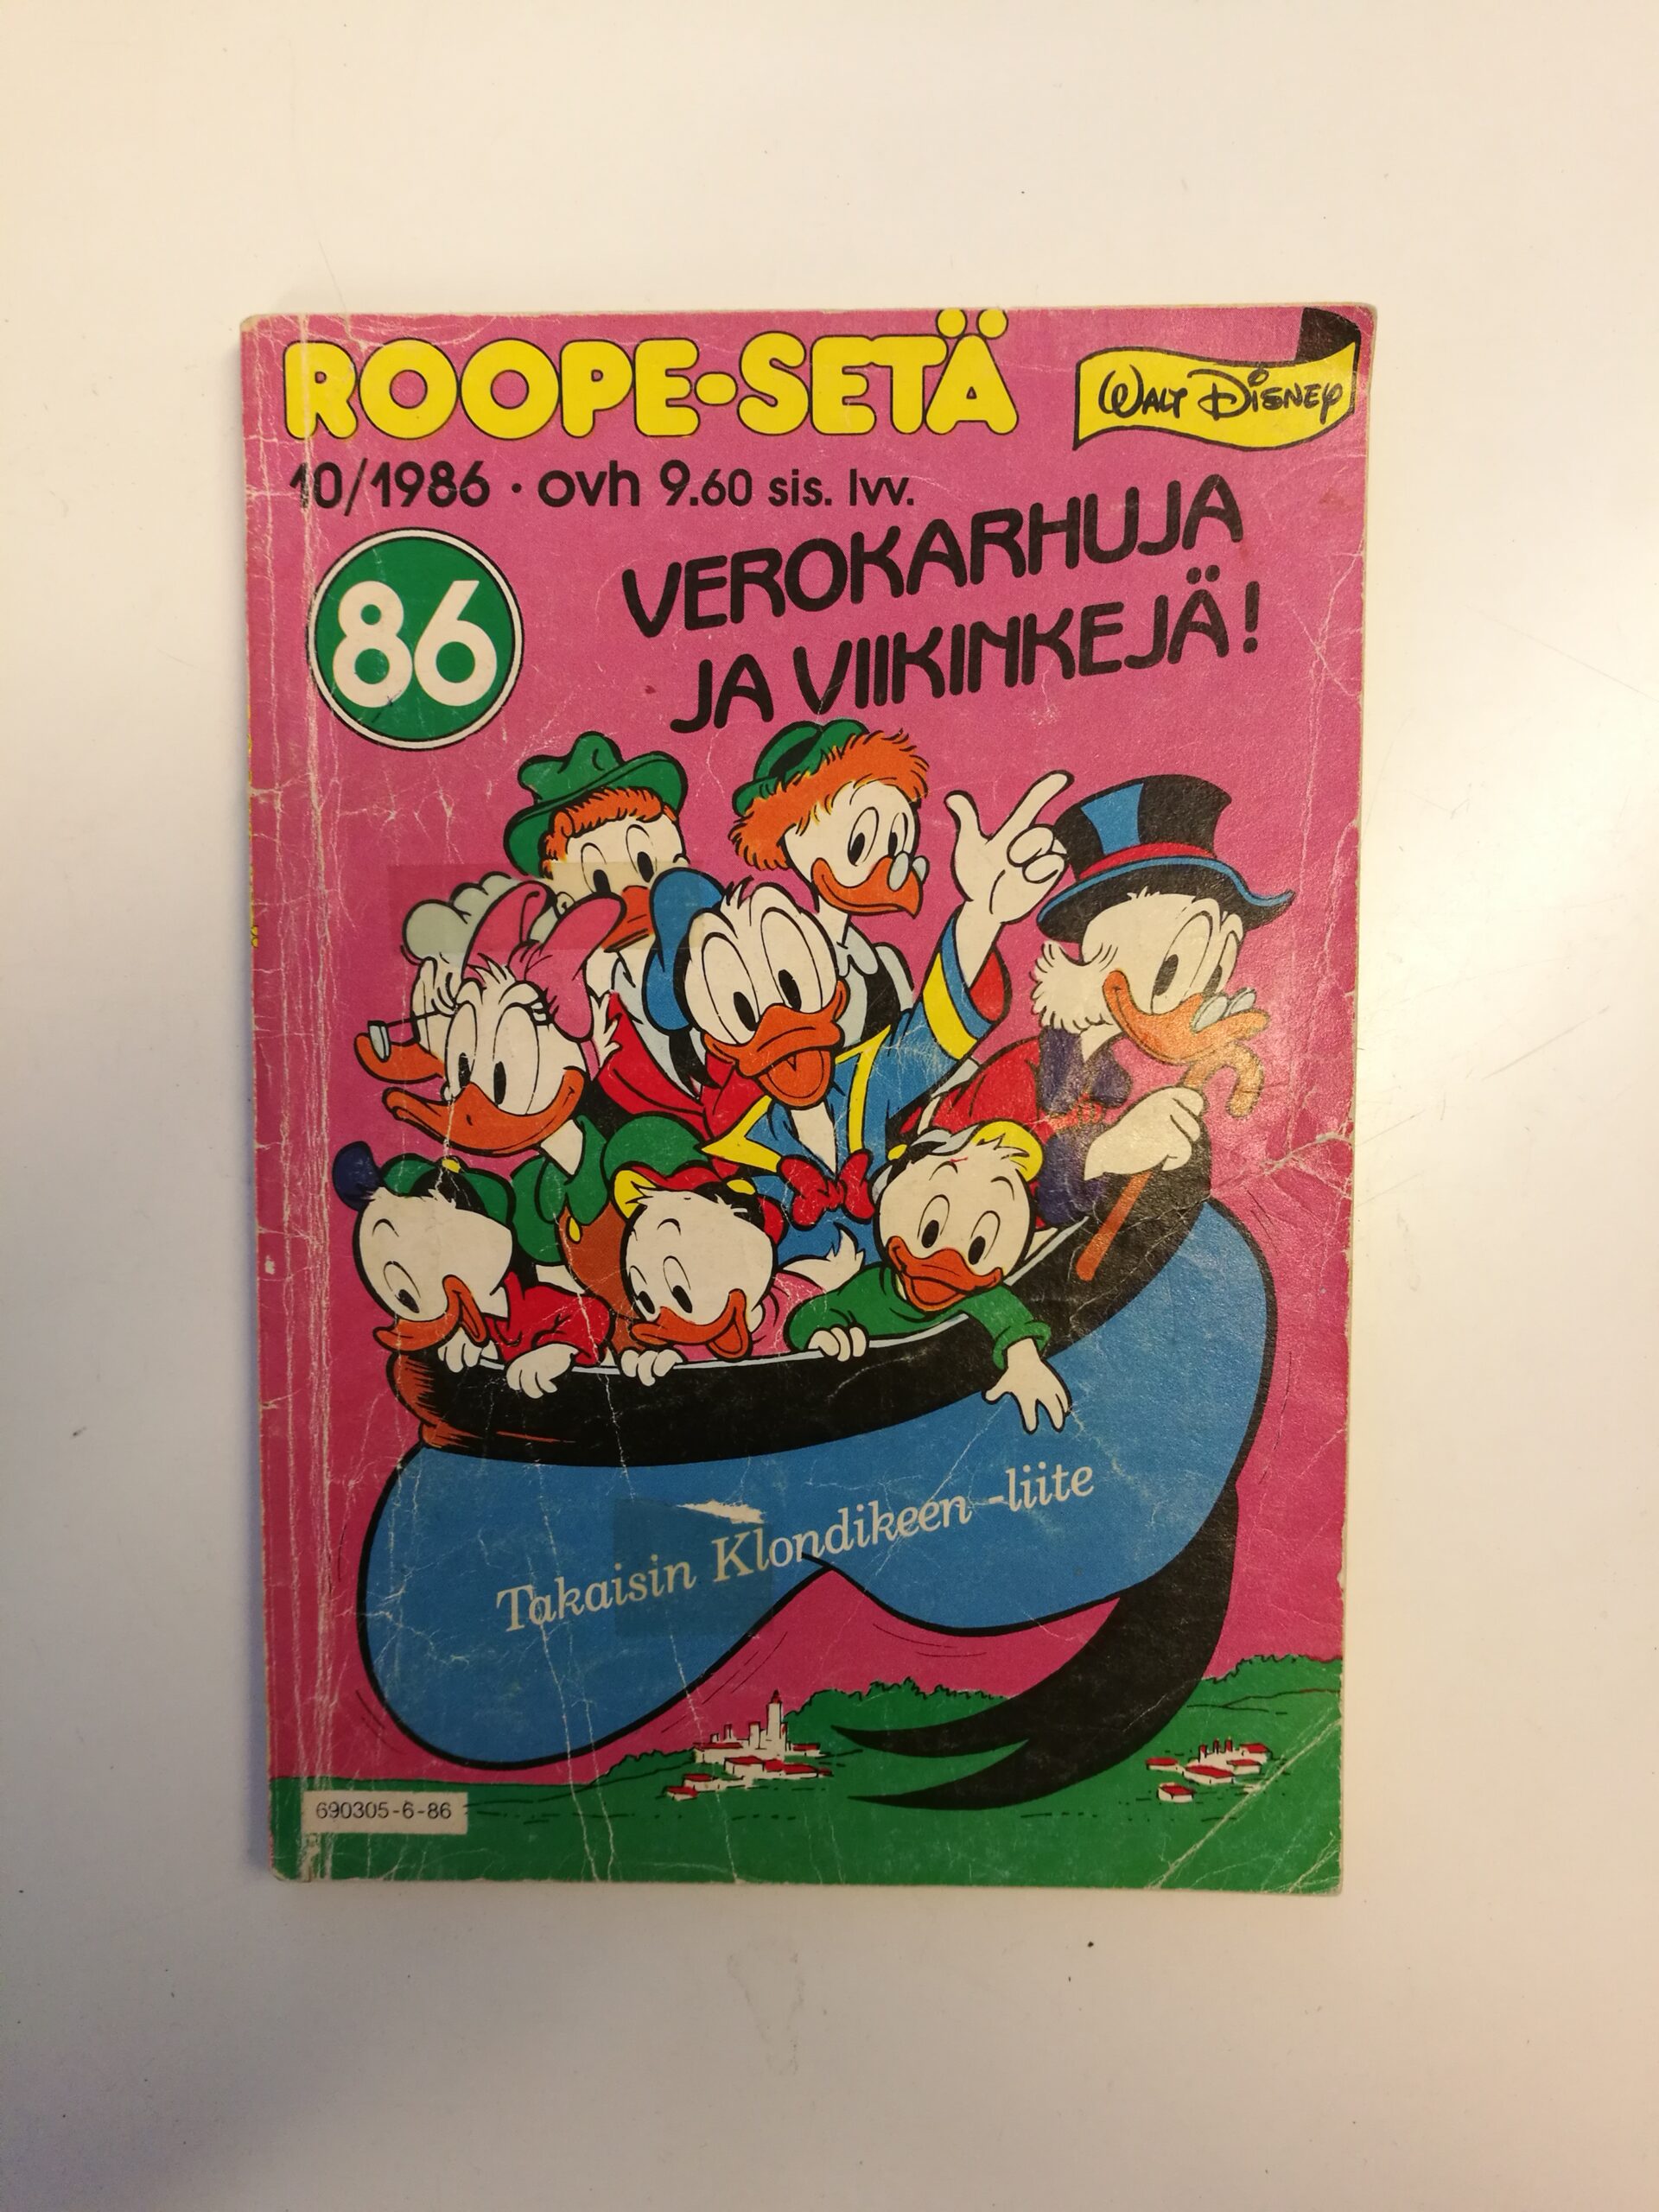 ROOPE-SETÄ
WALT DISNEY
10/1986 · ovh 9.60 sis. lvv.
86
VEROKARHUJA
JA VIIKINKEJÄ!
Takaisin Klondikeen -liite
690305-6-86